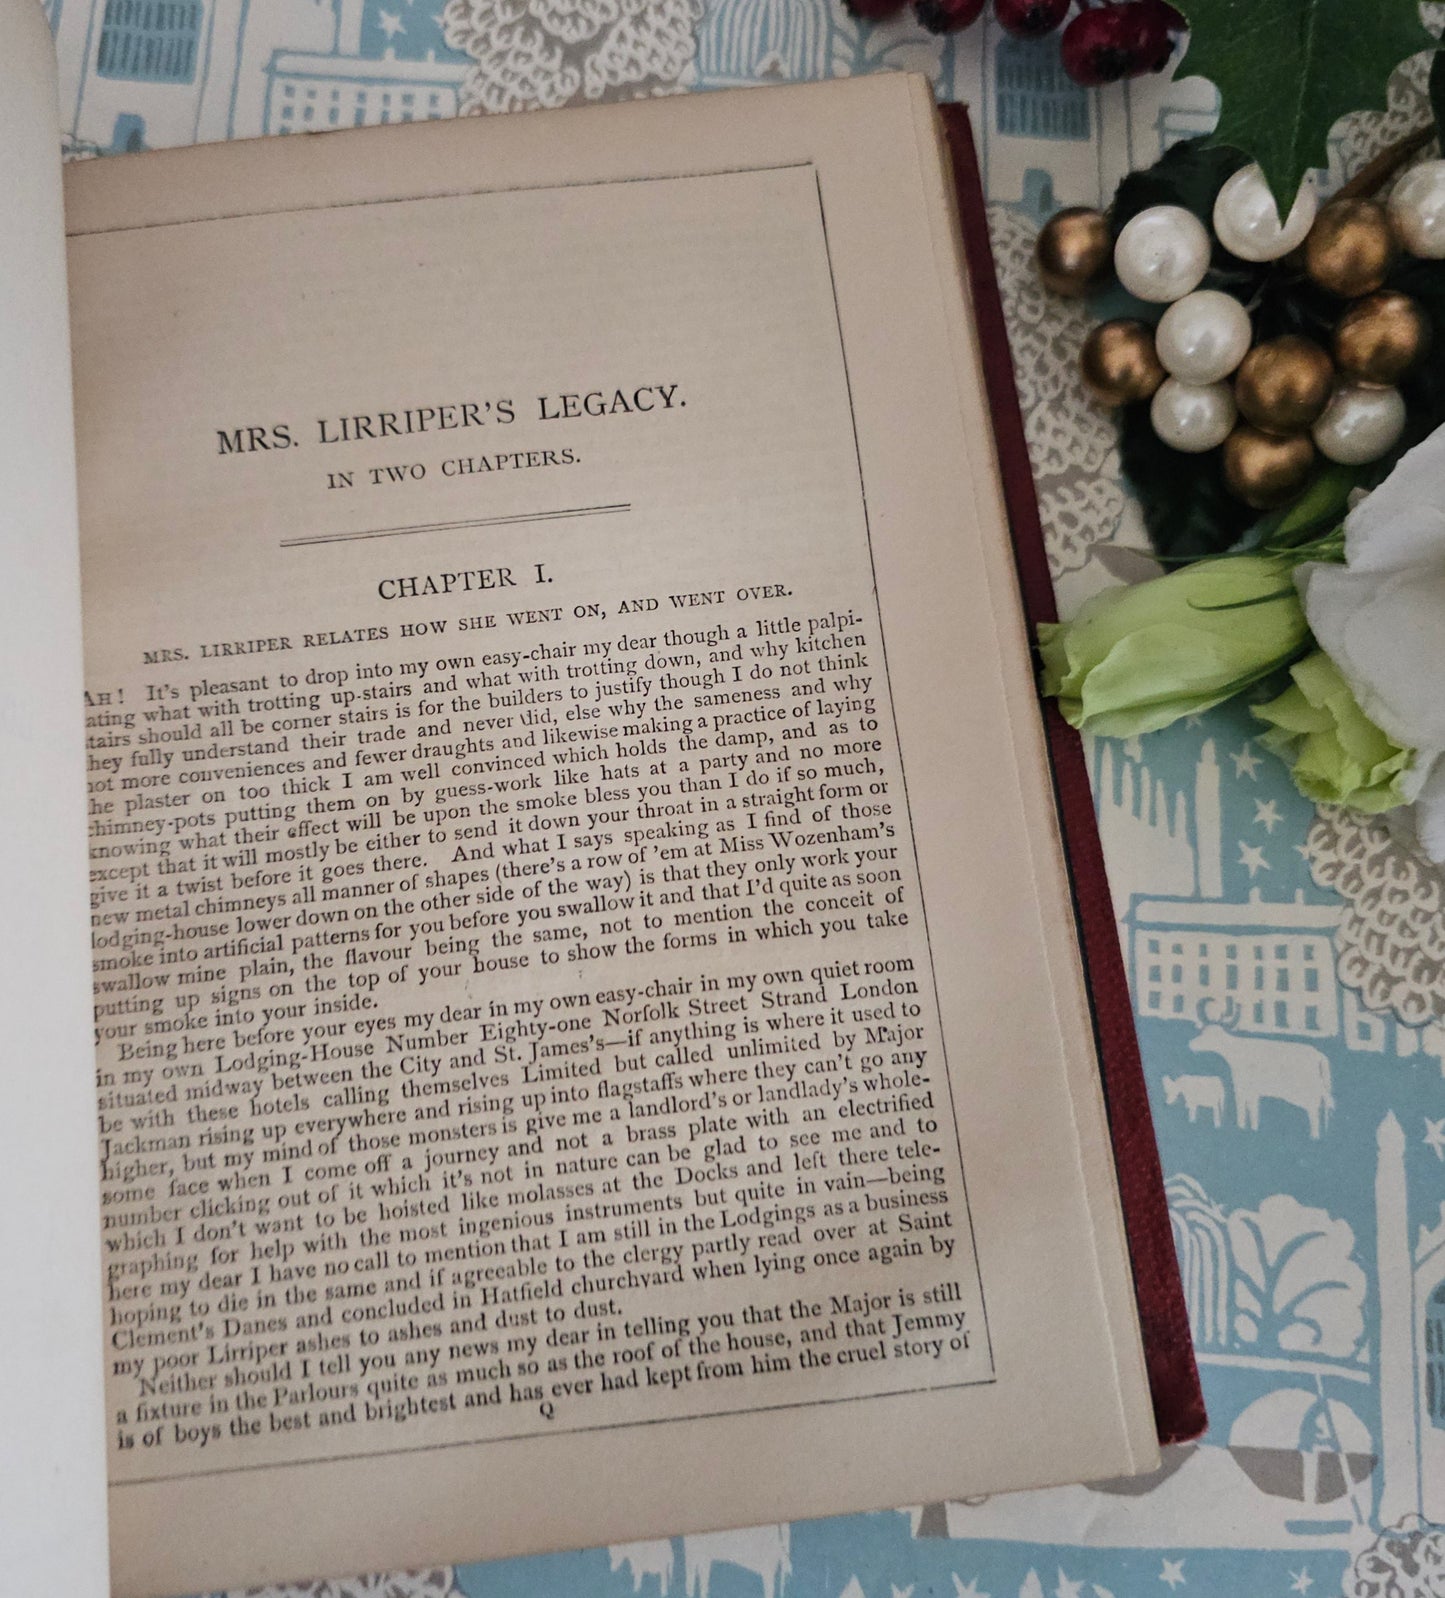 MRS. LIRRIPER'S LEGACY.
IN TWO CHAPTERS.
CHAPTER I.
MRS. LIRRIPER RELATES HOW SHE WENT ON, AND WENT OVER.
AH! It's pleasant to drop into my own easy-chair my dear though a little palpi-
ating what with trotting up-stairs and what with trotting down, and why kitchen
tairs should all be corner stairs is for the builders to justify though I do not think
hey fully understand their trade and never did, else why the sameness and why
not more conveniences and fewer draughts and likewise making a practice of laying
he plaster on too thick I am well convinced which holds the damp, and as to
chimney-pots putting them on by guess-work like hats at a party and no more
knowing what their effect will be upon the smoke bless you than I do if so much,
except that it will mostly be either to send it down your throat in a straight form or
give it a twist before it goes there. And what I says speaking as I find of those
new metal chimneys all manner of shapes (there's a row of 'em at Miss Wozenham's
lodging-house lower down on the other side of the way) is that they only work your
smoke into artificial patterns for you before you swallow it and that I'd quite as soon
swallow mine plain, the flavour being the same, not to mention the conceit of
putting up signs on the top of your house to show the forms in which you take
your smoke into your inside.
Being here before your eyes my dear in my own easy-chair in my own quiet room
in my own Lodging-House Number Eighty-one Norfolk Street Strand London
situated midway between the City and St. James's—if anything is where it used to
be with these hotels calling themselves Limited but called unlimited by Major
Jackman rising up everywhere and rising up into flagstaffs where they can't go any
higher, but my mind of those monsters is give me a landlord's or landlady's whole-
some face when I come off a journey and not a brass plate with an electrified
number clicking out of it which it's not in nature can be glad to see me and to
which I don't want to be hoisted like molasses at the Docks and left there tele-
graphing for help with the most ingenious instruments but quite in vain—being
here my dear I have no call to mention that I am still in the Lodgings as a business
hoping to die in the same and if agreeable to the clergy partly read over at Saint
Clement's Danes and concluded in Hatfield churchyard when lying once again by
my poor Lirriper ashes to ashes and dust to dust.
Neither should I tell you any news my dear in telling you that the Major is still
a fixture in the Parlours quite as much so as the roof of the house, and that Jemmy
is of boys the best and brightest and has ever had kept from him the cruel story of
Q